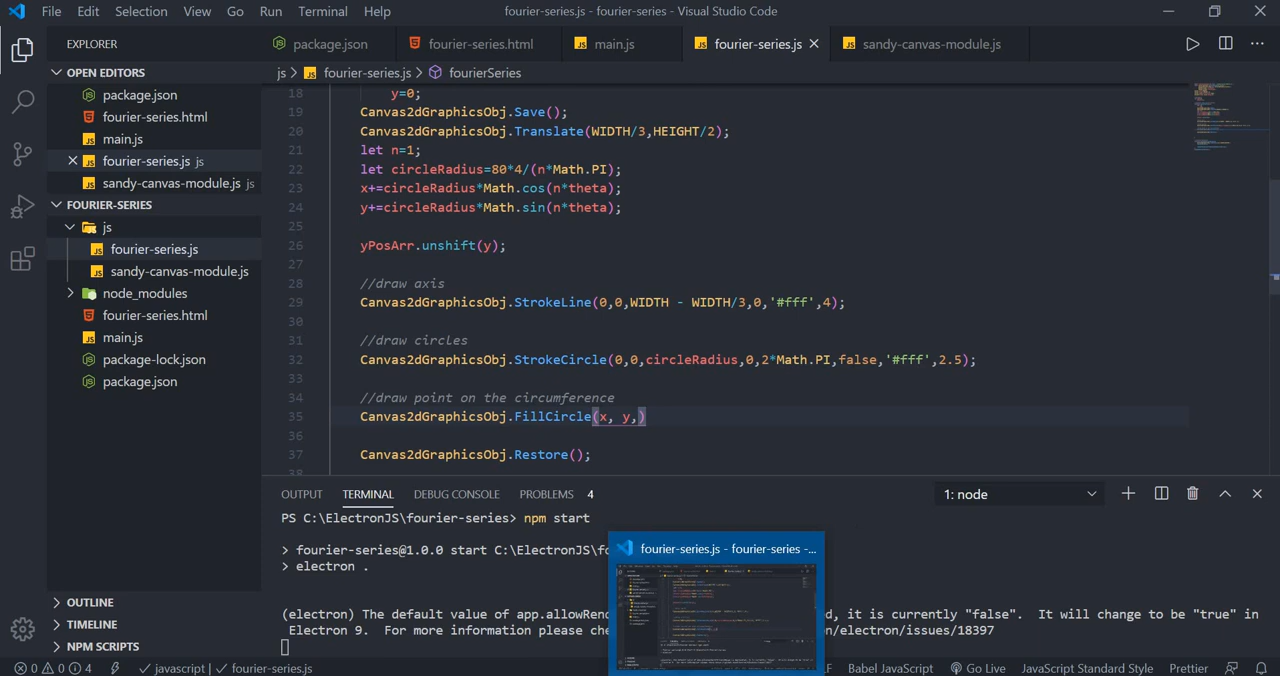 File Edit Selection View Go Run Terminal Help fourier-series.js - fourier-series - Visual Studio Code
EXPLORER
package.json fourier-series.html main.js fourier-series.js sandy-canvas-module.js
OPEN EDITORS
package.json
fourier-series.html
main.js
fourier-series.js js
sandy-canvas-module.js js
FOURIER-SERIES
js
fourier-series.js
sandy-canvas-module.js
node_modules
fourier-series.html
main.js
package-lock.json
package.json
OUTLINE
TIMELINE
NPM SCRIPTS
js > fourier-series.js > fourierSeries
18 y=0;
19 Canvas2dGraphicsObj.Save();
20 Canvas2dGraphicsObj.Translate(WIDTH/3,HEIGHT/2);
21 let n=1;
22 let circleRadius=80*4/(n*Math.PI);
23 x+=circleRadius*Math.cos(n*theta);
24 y+=circleRadius*Math.sin(n*theta);
25
26 yPosArr.unshift(y);
27
28 //draw axis
29 Canvas2dGraphicsObj.StrokeLine(0,0,WIDTH - WIDTH/3,0,'#fff',4);
30
31 //draw circles
32 Canvas2dGraphicsObj.StrokeCircle(0,0,circleRadius,0,2*Math.PI,false,'#fff',2.5);
33
34 //draw point on the circumference
35 Canvas2dGraphicsObj.FillCircle(x, y,)
36
37 Canvas2dGraphicsObj.Restore();
38
OUTPUT TERMINAL DEBUG CONSOLE PROBLEMS 4 1: node
PS C:\ElectronJS\fourier-series> npm start
> fourier-series@1.0.0 start C:\ElectronJS\fo
> electron .
(electron) The default value of app.allowRend d, it is currently "false". It will change to be "true" in
Electron 9. For more information please che n/electron/issues/18397
fourier-series.js - fourier-series -...
0 0 4 javascript | fourier-series.js F Babel JavaScript Go Live JavaScript Standard Style Prettier